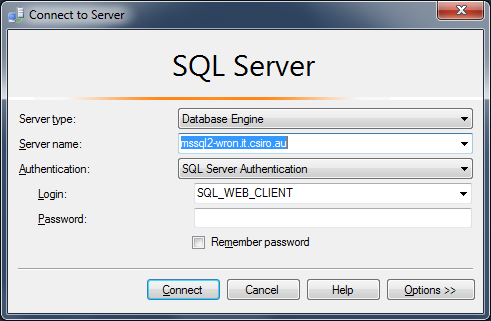 Connect to Server
SQL Server
Server type: Database Engine
Server name: mssql2-wron.it.csiro.au
Authentication: SQL Server Authentication
Login: SQL_WEB_CLIENT
Password:
Remember password
Connect Cancel Help Options >>